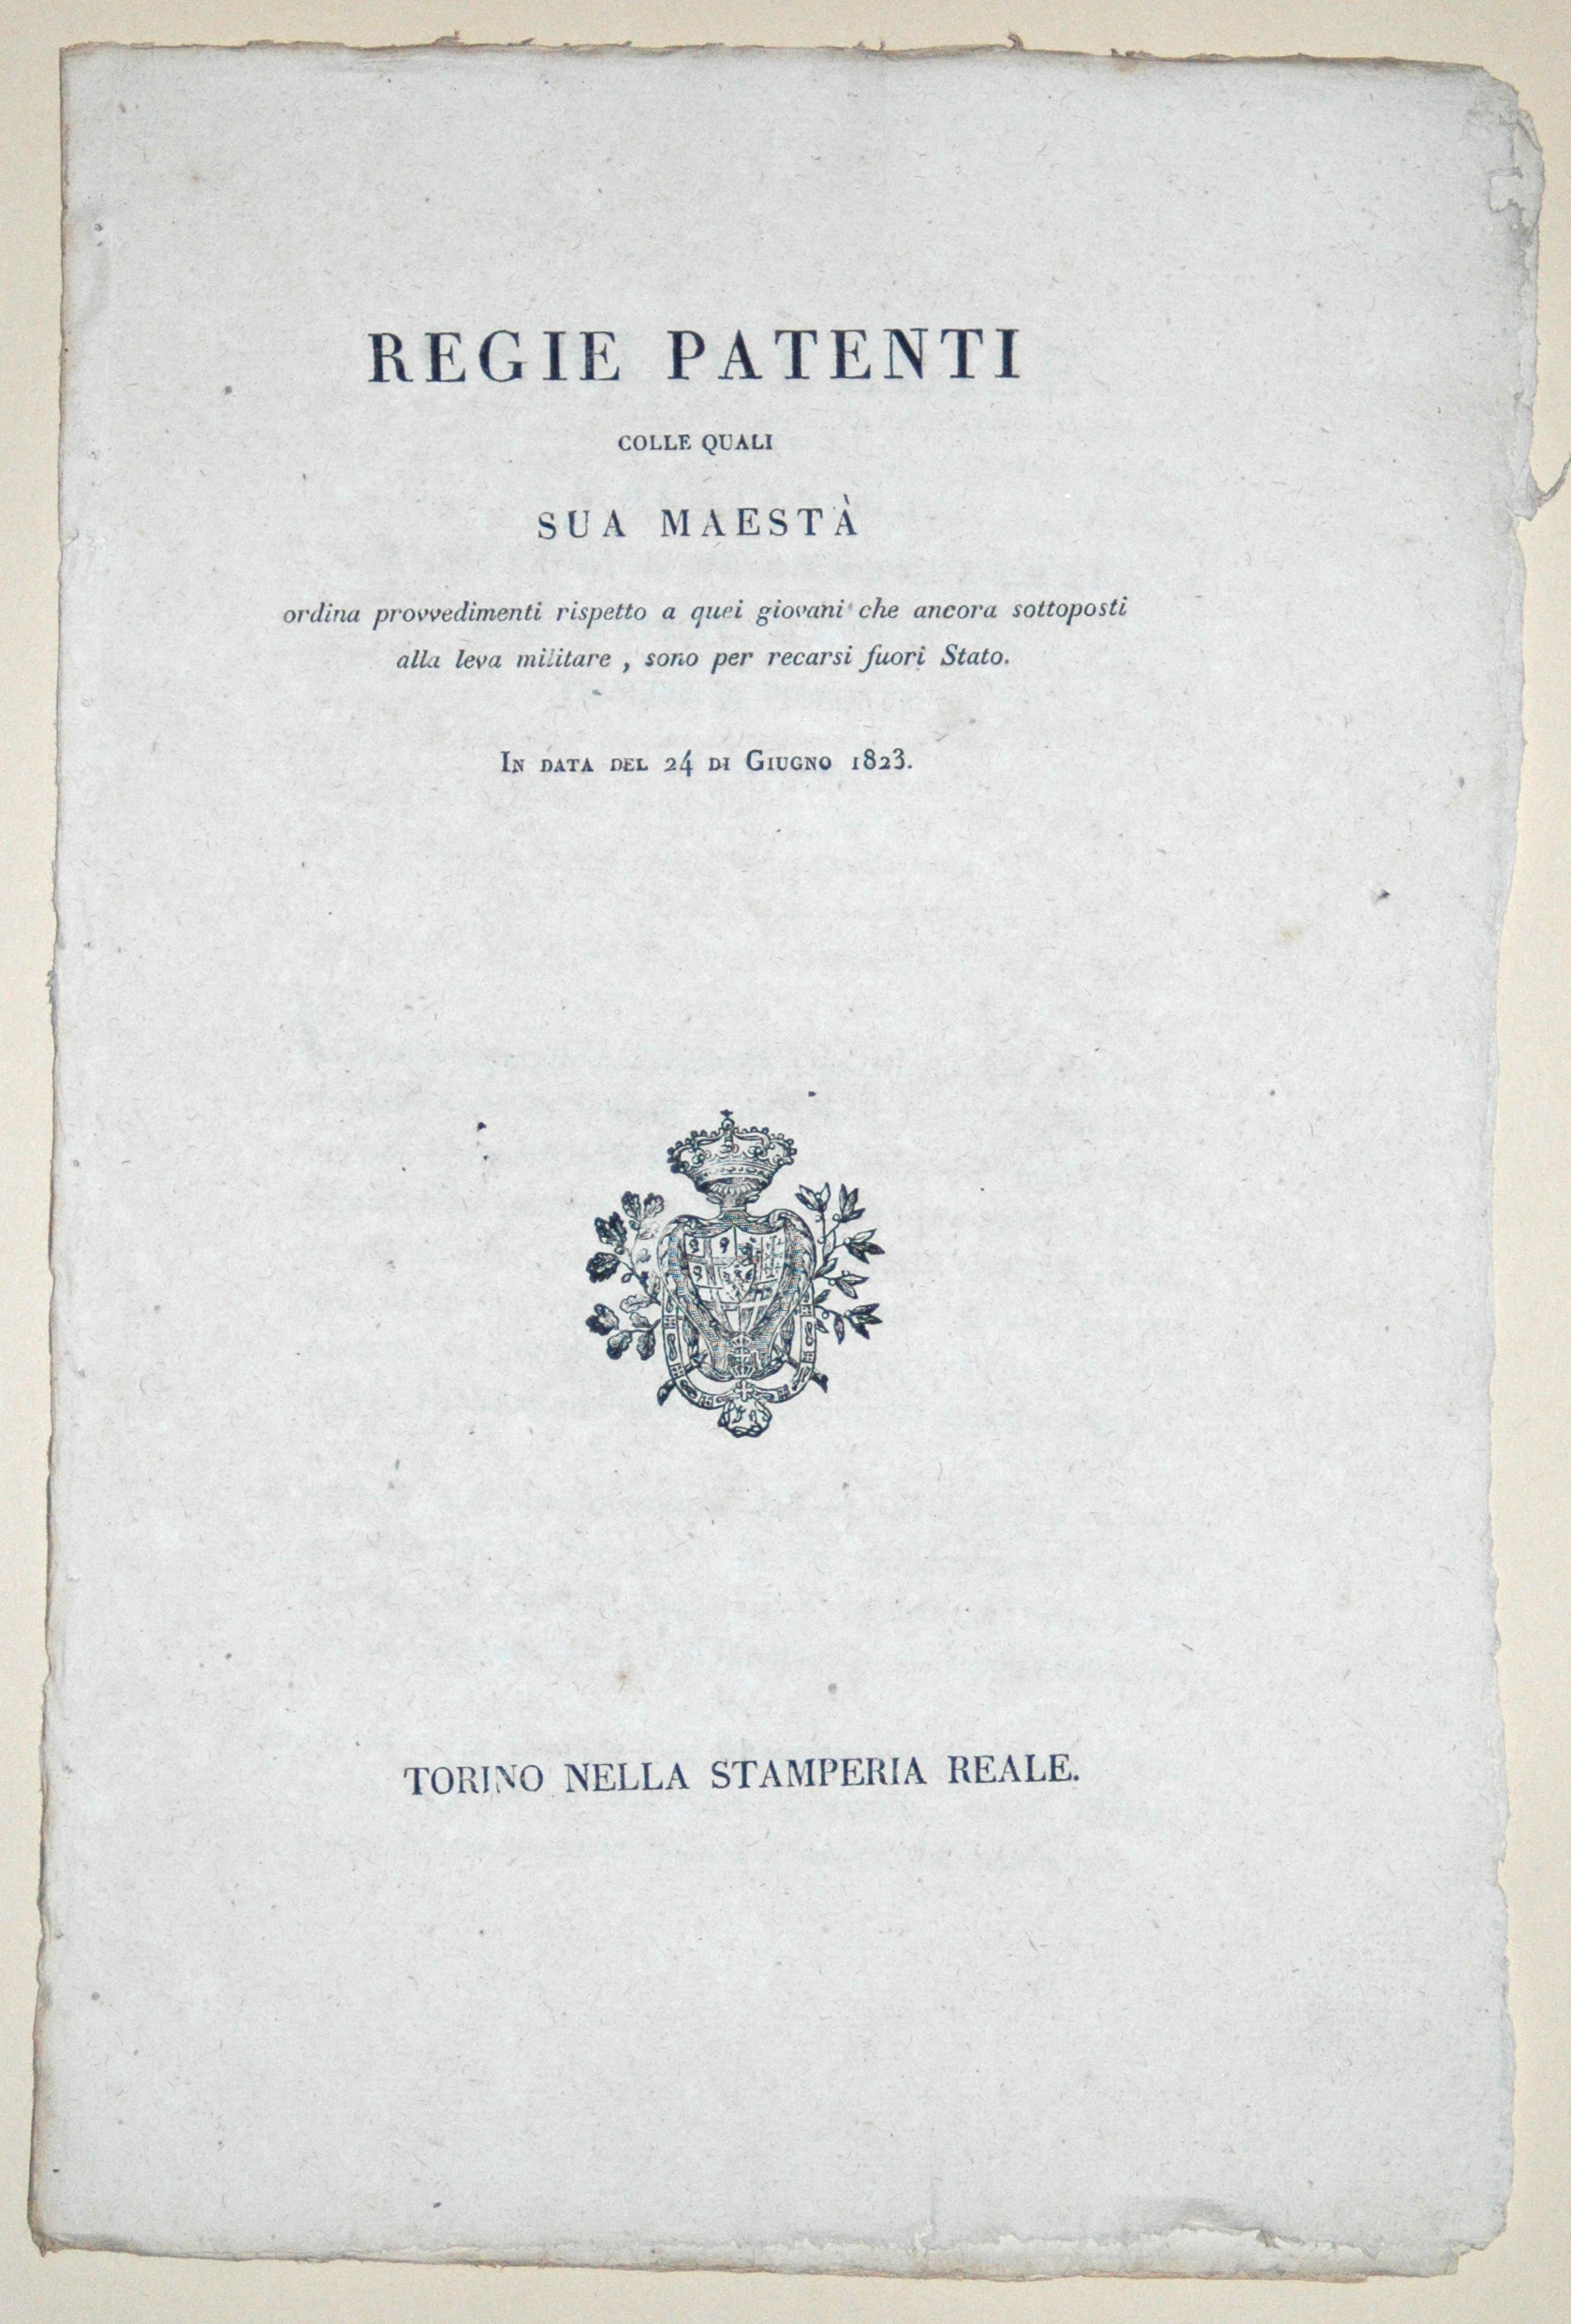 REGIE PATENTI
COLLE QUALI
SUA MAESTÀ
ordina provvedimenti rispetto a quei giovani che ancora sottoposti
alla leva militare , sono per recarsi fuori Stato.
IN DATA DEL 24 DI GIUGNO 1823.
TORINO NELLA STAMPERIA REALE.